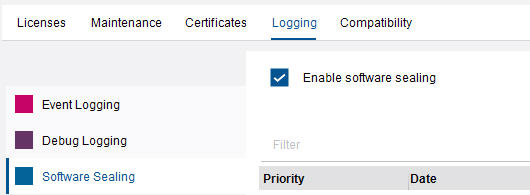 Licenses Maintenance Certificates Logging Compatibility
Enable software sealing
Event Logging
Debug Logging
Filter
Software Sealing
Priority Date